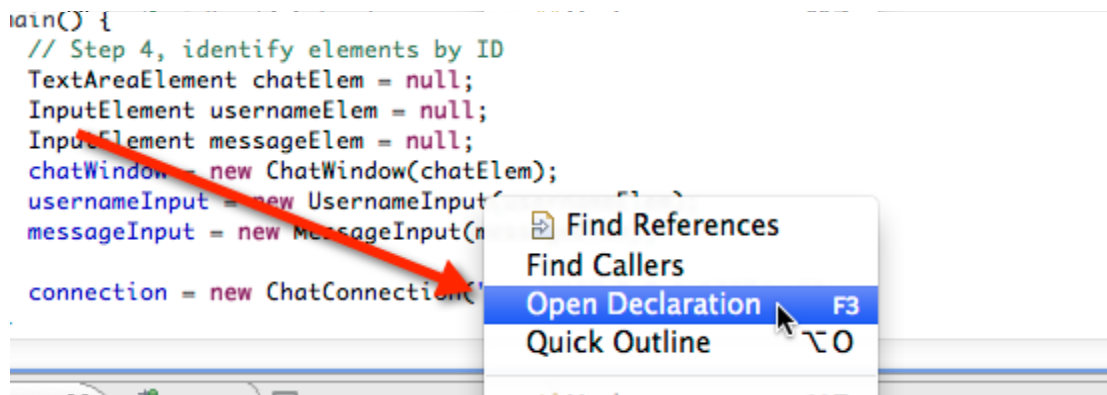 main() {
// Step 4, identify elements by ID
TextAreaElement chatElem = null;
InputElement usernameElem = null;
InputElement messageElem = null;
chatWindow = new ChatWindow(chatElem);
usernameInput = new UsernameInput(
messageInput = new MessageInput(m
connection = new ChatConnection('
Find References
Find Callers
Open Declaration F3
Quick Outline ⌥O